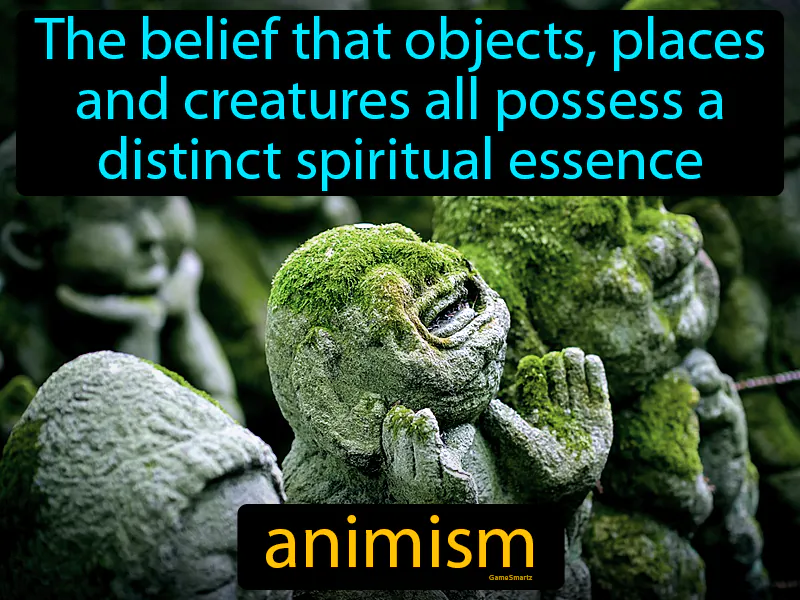 The belief that objects, places
and creatures all possess a
distinct spiritual essence
animism
GameSmartz